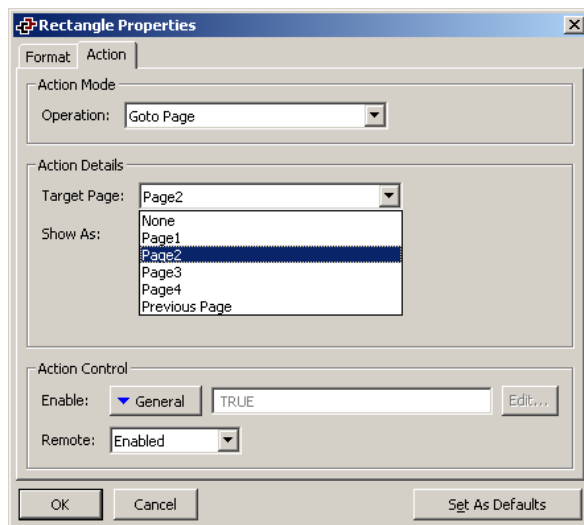 Rectangle Properties
Format Action
Action Mode
Operation: Goto Page
Action Details
Target Page: Page2
None
Show As: Page1
Page2
Page3
Page4
Previous Page
Action Control
Enable: General TRUE Edit...
Remote: Enabled
OK Cancel Set As Defaults